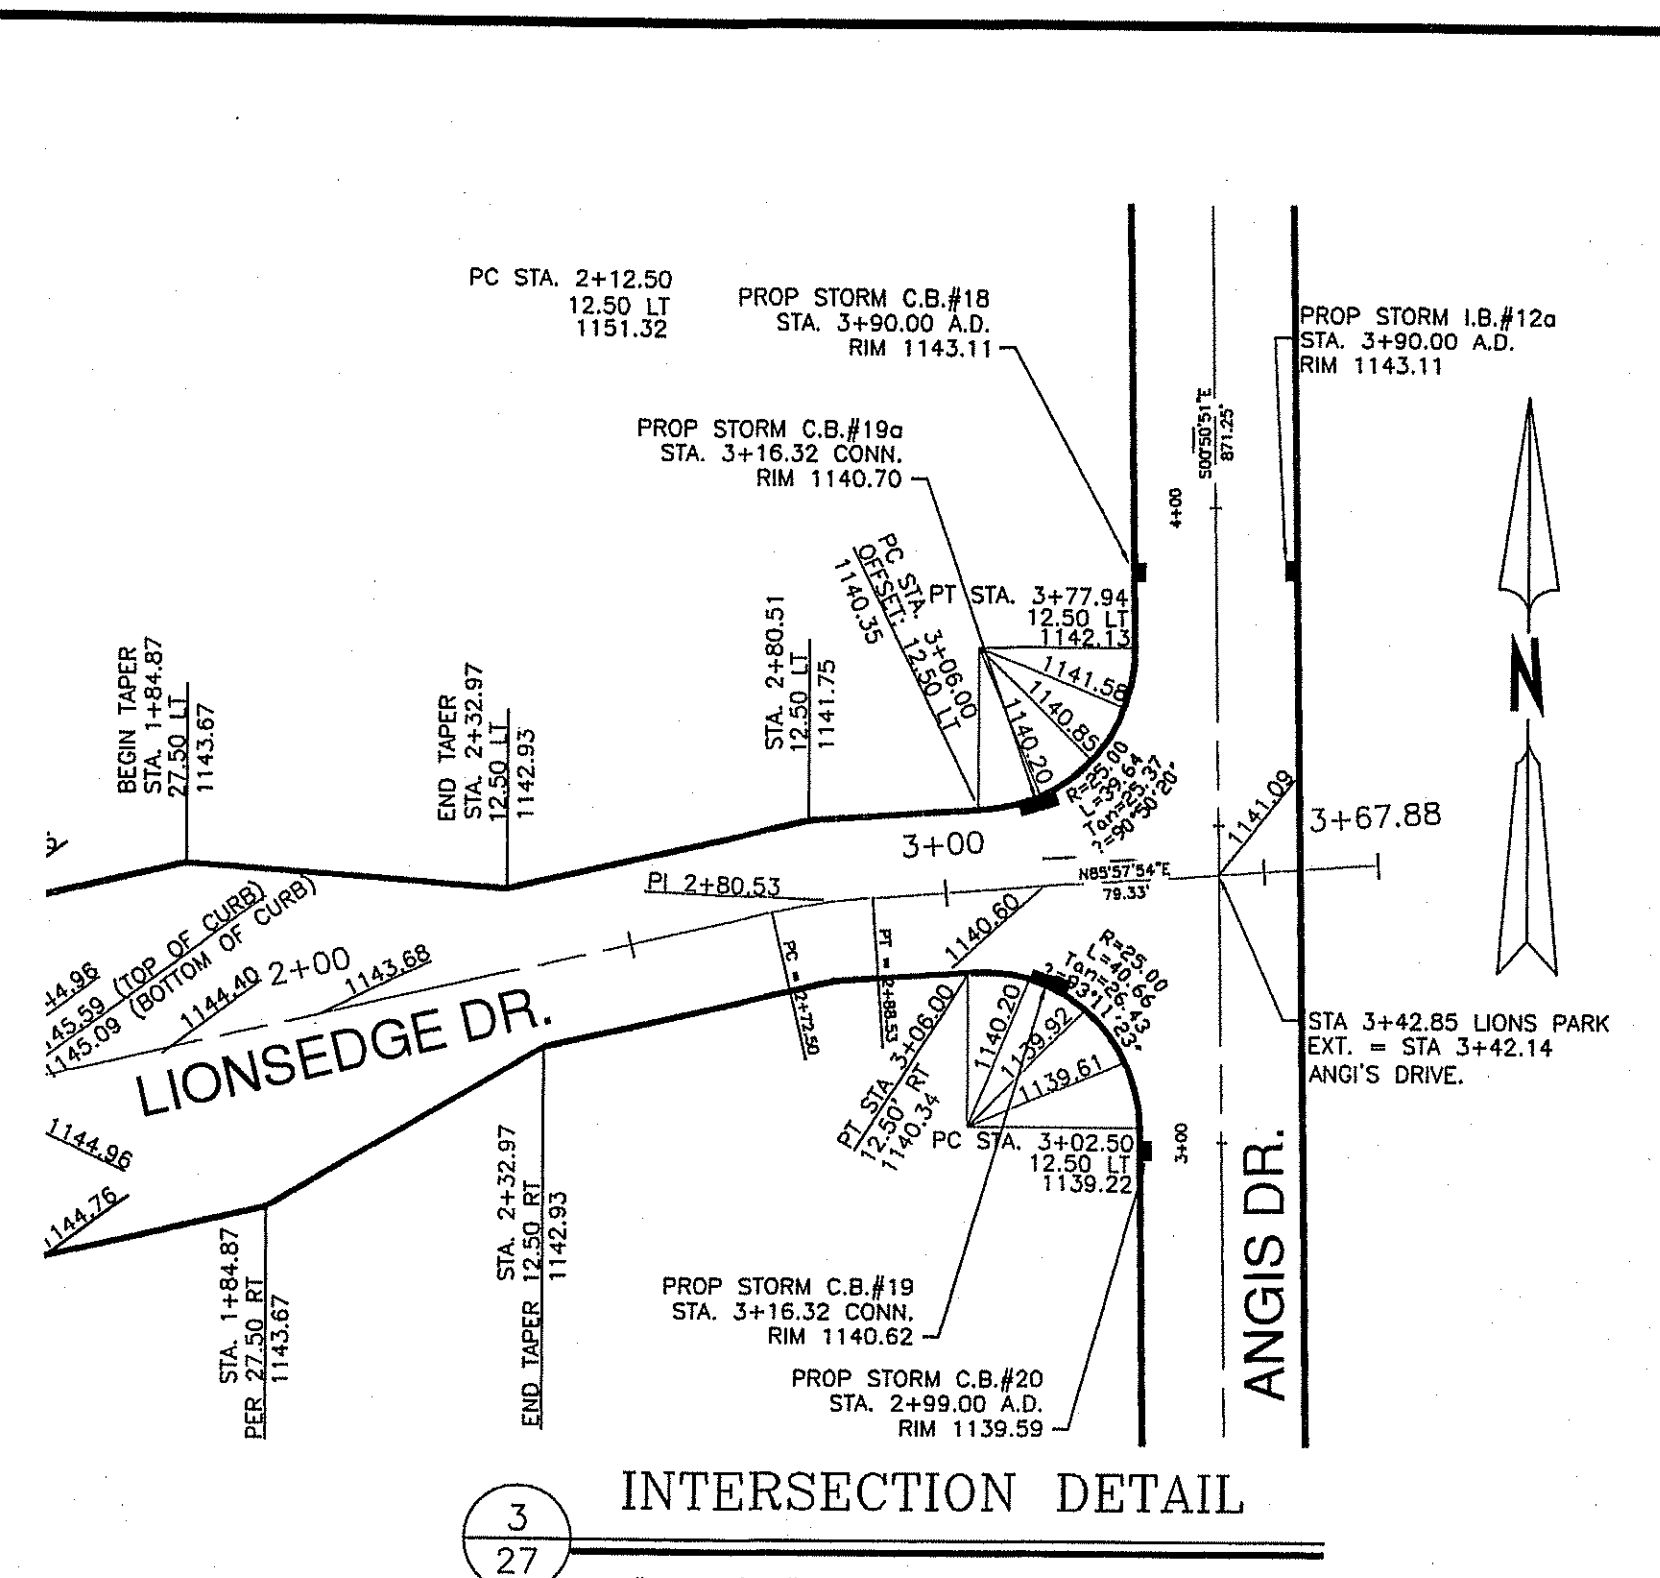 PC STA. 2+12.50
12.50 LT
1151.32
PROP STORM C.B.#18
STA. 3+90.00 A.D.
RIM 1143.11
PROP STORM I.B.#12a
STA. 3+90.00 A.D.
RIM 1143.11
PROP STORM C.B.#19a
STA. 3+16.32 CONN.
RIM 1140.70
S00°50'51"E
871.25'
4+00
PC STA. 3+06.00
OFFSET: 12.50 LT
1140.35
PT STA. 3+77.94
12.50 LT
1142.13
1141.58
1140.85
1140.20
R=25.00
L=39.64
Tan=25.37
?=90°50'20"
BEGIN TAPER
STA. 1+84.87
27.50 LT
1143.67
END TAPER
STA. 2+32.97
12.50 LT
1142.93
STA. 2+80.51
12.50 LT
1141.75
N
1141.09
3+67.88
3+00
PI 2+80.53
N85°57'54"E
79.33'
1140.60
44.96
45.59 (TOP OF CURB)
1145.09 (BOTTOM OF CURB)
1144.40
2+00
1143.68
LIONSEDGE DR.
PC = 2+72.50
PT = 2+88.53
R=25.00
L=40.66
Tan=26.43
?=93°11'23"
STA 3+42.85 LIONS PARK
EXT. = STA 3+42.14
ANGI'S DRIVE.
PT STA 3+06.00
12.50' RT
1140.34
1140.20
1139.92
1139.61
PC STA. 3+02.50
12.50 LT
1139.22
3+00
1144.96
144.76
STA. 1+84.87
PER 27.50 RT
1143.67
STA. 2+32.97
END TAPER 12.50 RT
1142.93
ANGIS DR.
PROP STORM C.B.#19
STA. 3+16.32 CONN.
RIM 1140.62
PROP STORM C.B.#20
STA. 2+99.00 A.D.
RIM 1139.59
INTERSECTION DETAIL
3
27